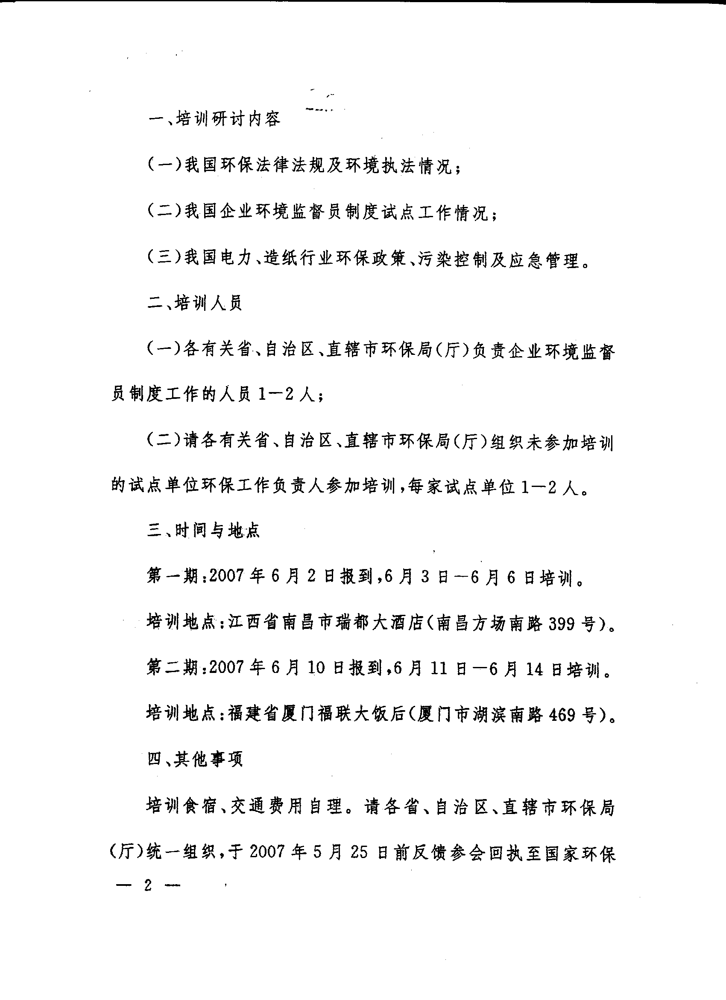 一、培训研讨内容
(一)我国环保法律法规及环境执法情况;
(二)我国企业环境监督员制度试点工作情况;
(三)我国电力、造纸行业环保政策、污染控制及应急管理。
二、培训人员
(一)各有关省、自治区、直辖市环保局(厅)负责企业环境监督
员制度工作的人员1—2人;
(二)请各有关省、自治区、直辖市环保局(厅)组织未参加培训
的试点单位环保工作负责人参加培训,每家试点单位1—2人。
三、时间与地点
第一期:2007年6月2日报到,6月3日—6月6日培训。
培训地点:江西省南昌市瑞都大酒店(南昌方场南路399号)。
第二期:2007年6月10日报到,6月11日—6月14日培训。
培训地点:福建省厦门福联大饭后(厦门市湖滨南路469号)。
四、其他事项
培训食宿、交通费用自理。请各省、自治区、直辖市环保局
(厅)统一组织,于2007年5月25日前反馈参会回执至国家环保
— 2 —